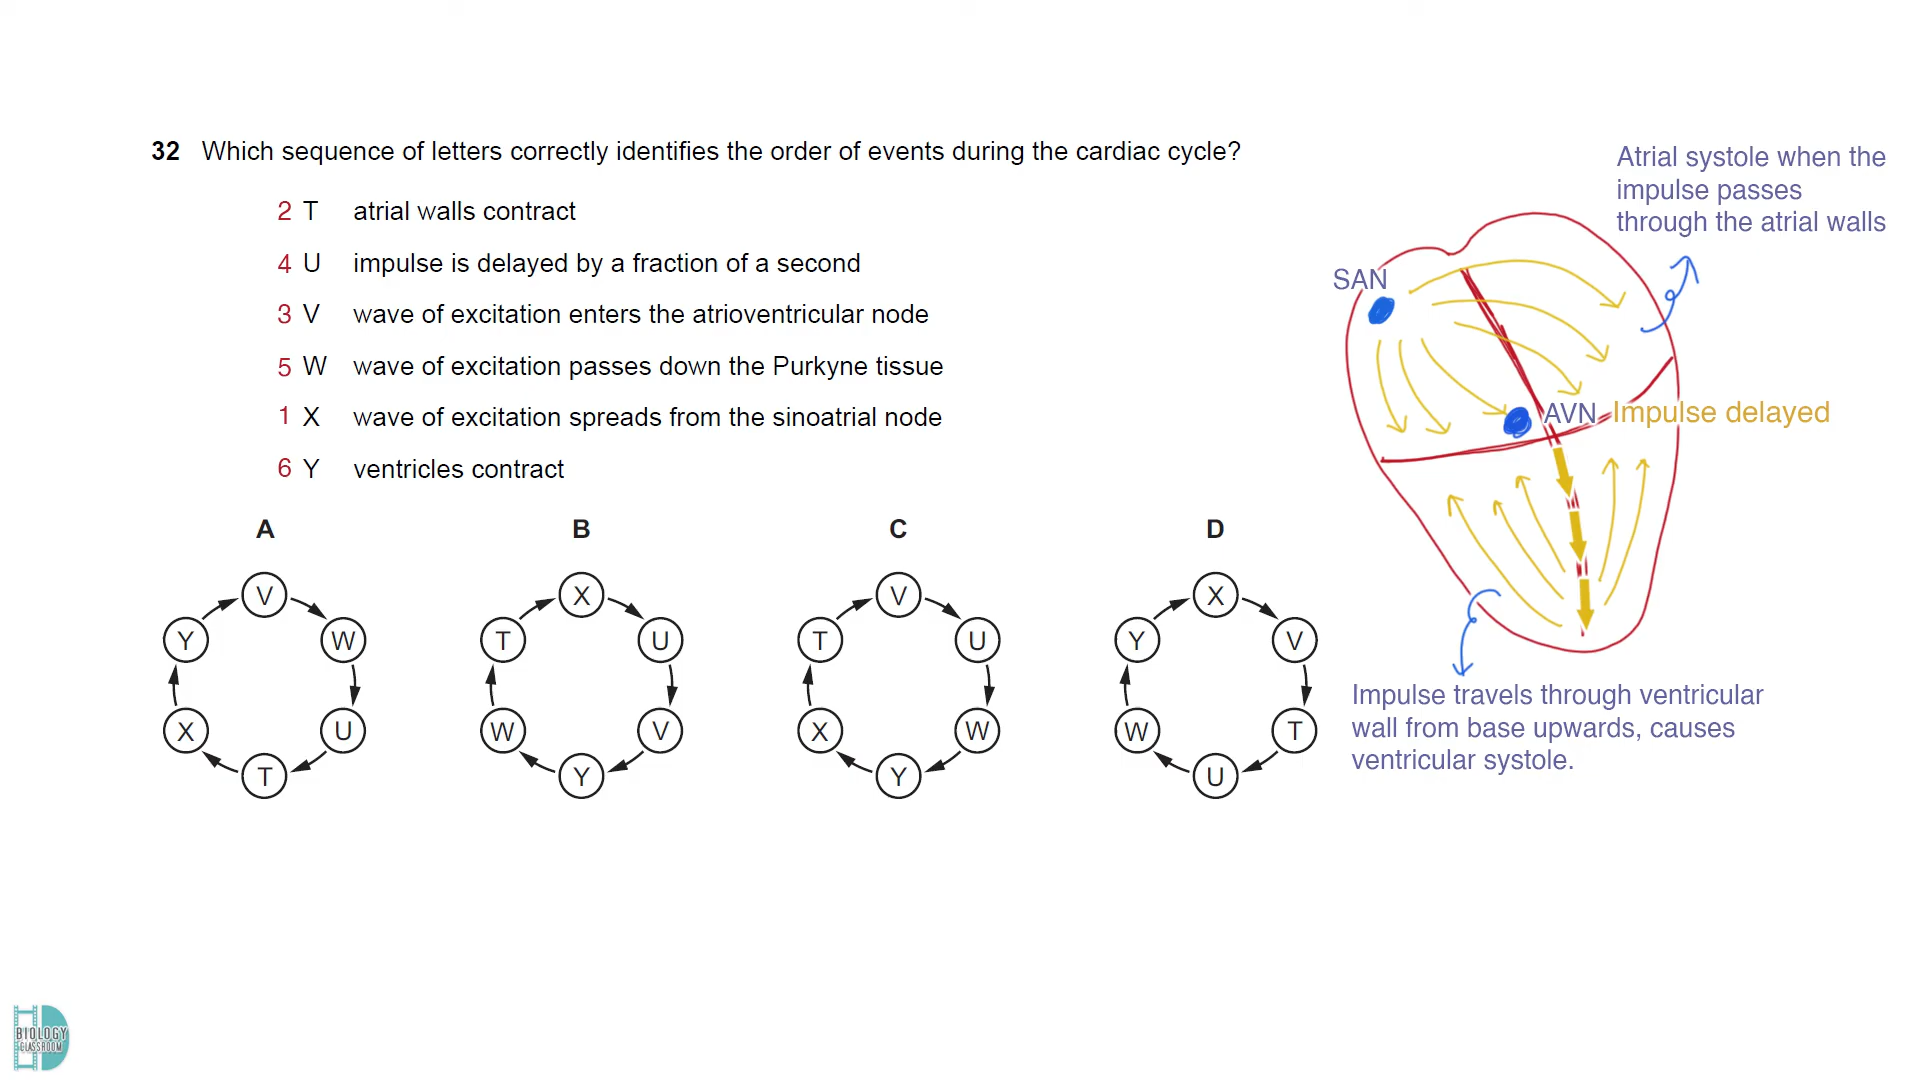 32 Which sequence of letters correctly identifies the order of events during the cardiac cycle?
2 T atrial walls contract
4 U impulse is delayed by a fraction of a second
3 V wave of excitation enters the atrioventricular node
5 W wave of excitation passes down the Purkyne tissue
1 X wave of excitation spreads from the sinoatrial node
6 Y ventricles contract
A
V
W
U
T
X
Y
B
X
U
V
Y
W
T
C
V
U
W
Y
X
T
D
X
V
T
U
W
Y
Atrial systole when the
impulse passes
through the atrial walls
SAN
AVN
Impulse delayed
Impulse travels through ventricular
wall from base upwards, causes
ventricular systole.
BIOLOGY
CLASSROOM